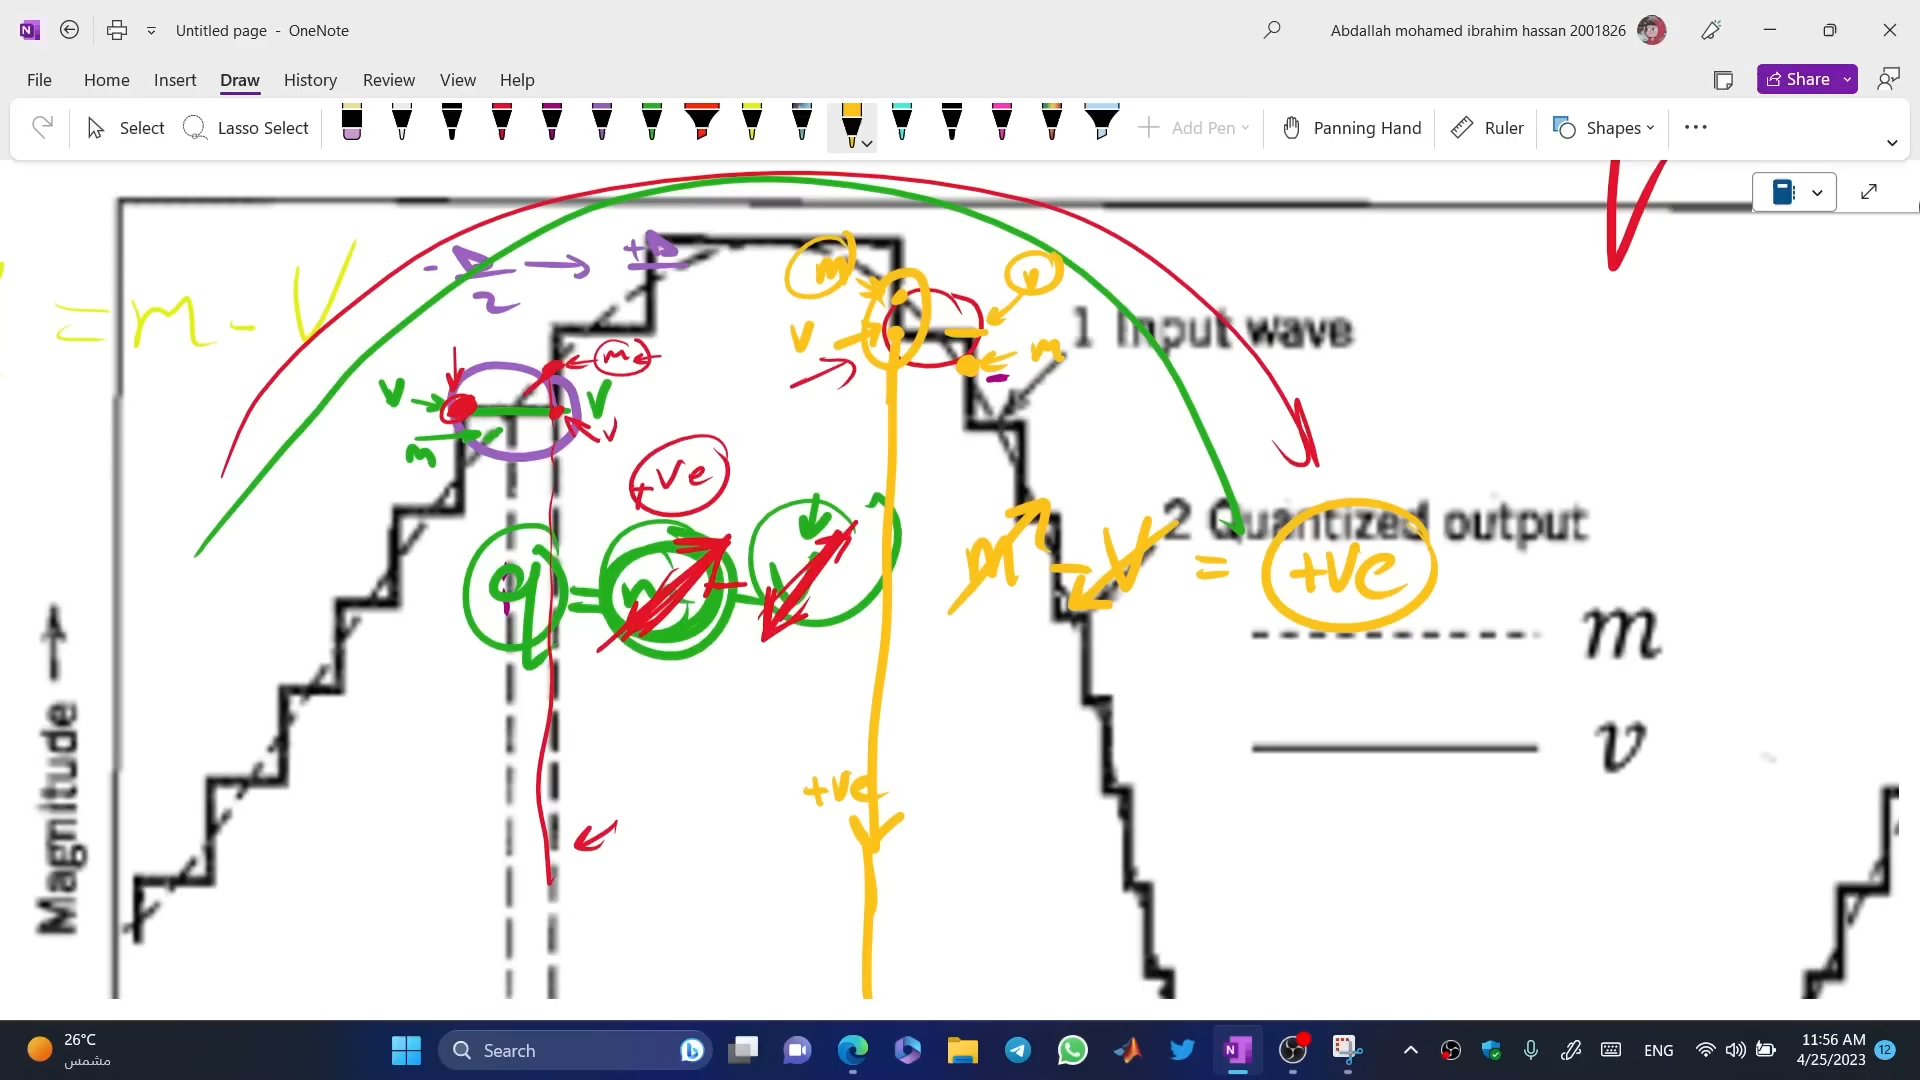 Untitled page - OneNote
Abdallah mohamed ibrahim hassan 2001826
File Home Insert Draw History Review View Help
Share
Select
Lasso Select
Add Pen
Panning Hand
Ruler
Shapes
= m - V
-Δ/2 → +Δ
m
v
V
m
1 Input wave
m
V
V
v
m
+ve
2 Quantized output
q = m - v
m - V = +ve
m
v
+ve
Magnitude →
26°C
مشمس
Search
ENG
11:56 AM
4/25/2023
12